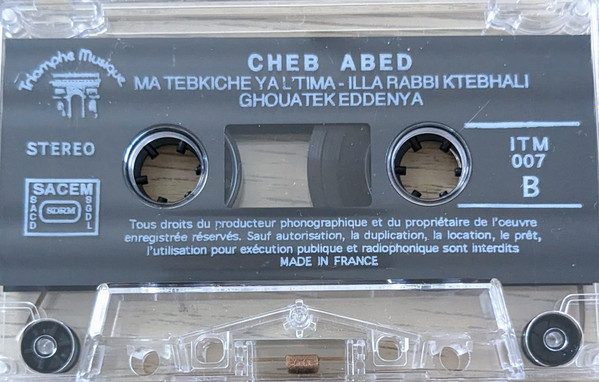 Triomphe Musique
CHEB ABED
MA TEBKICHE YA L'TIMA - ILLA RABBI KTEBHALI
GHOUATEK EDDENYA
STEREO
ITM
007
B
SACEM
SACD
SDRM
SGDL
Tous droits du producteur phonographique et du propriétaire de l'oeuvre
enregistrée réservés. Sauf autorisation, la duplication, la location, le prêt,
l'utilisation pour exécution publique et radiophonique sont interdits
MADE IN FRANCE